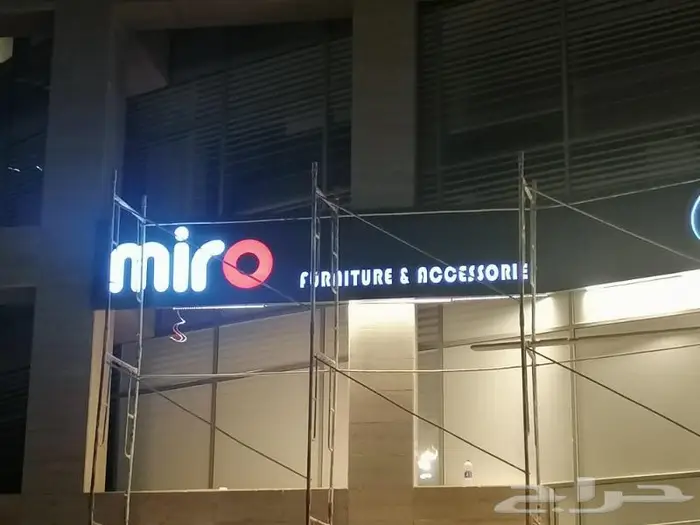 miro
FURNITURE & ACCESSORIE
حراج